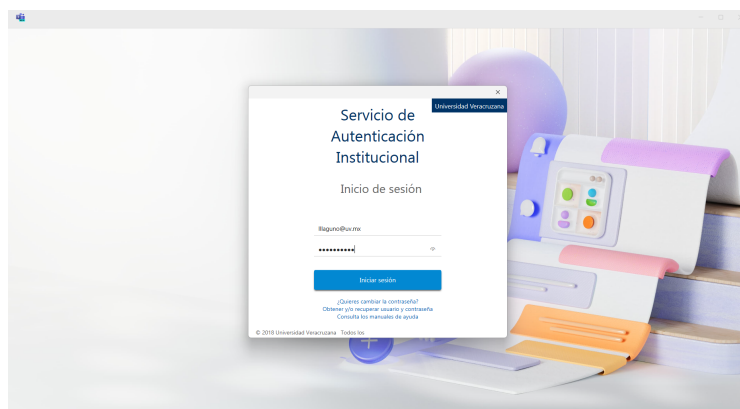 Universidad Veracruzana
Servicio de
Autenticación
Institucional
Inicio de sesión
lllaguno@uv.mx
Iniciar sesión
¿Quieres cambiar la contraseña?
Obtener y/o recuperar usuario y contraseña
Consulta los manuales de ayuda
© 2018 Universidad Veracruzana Todos los